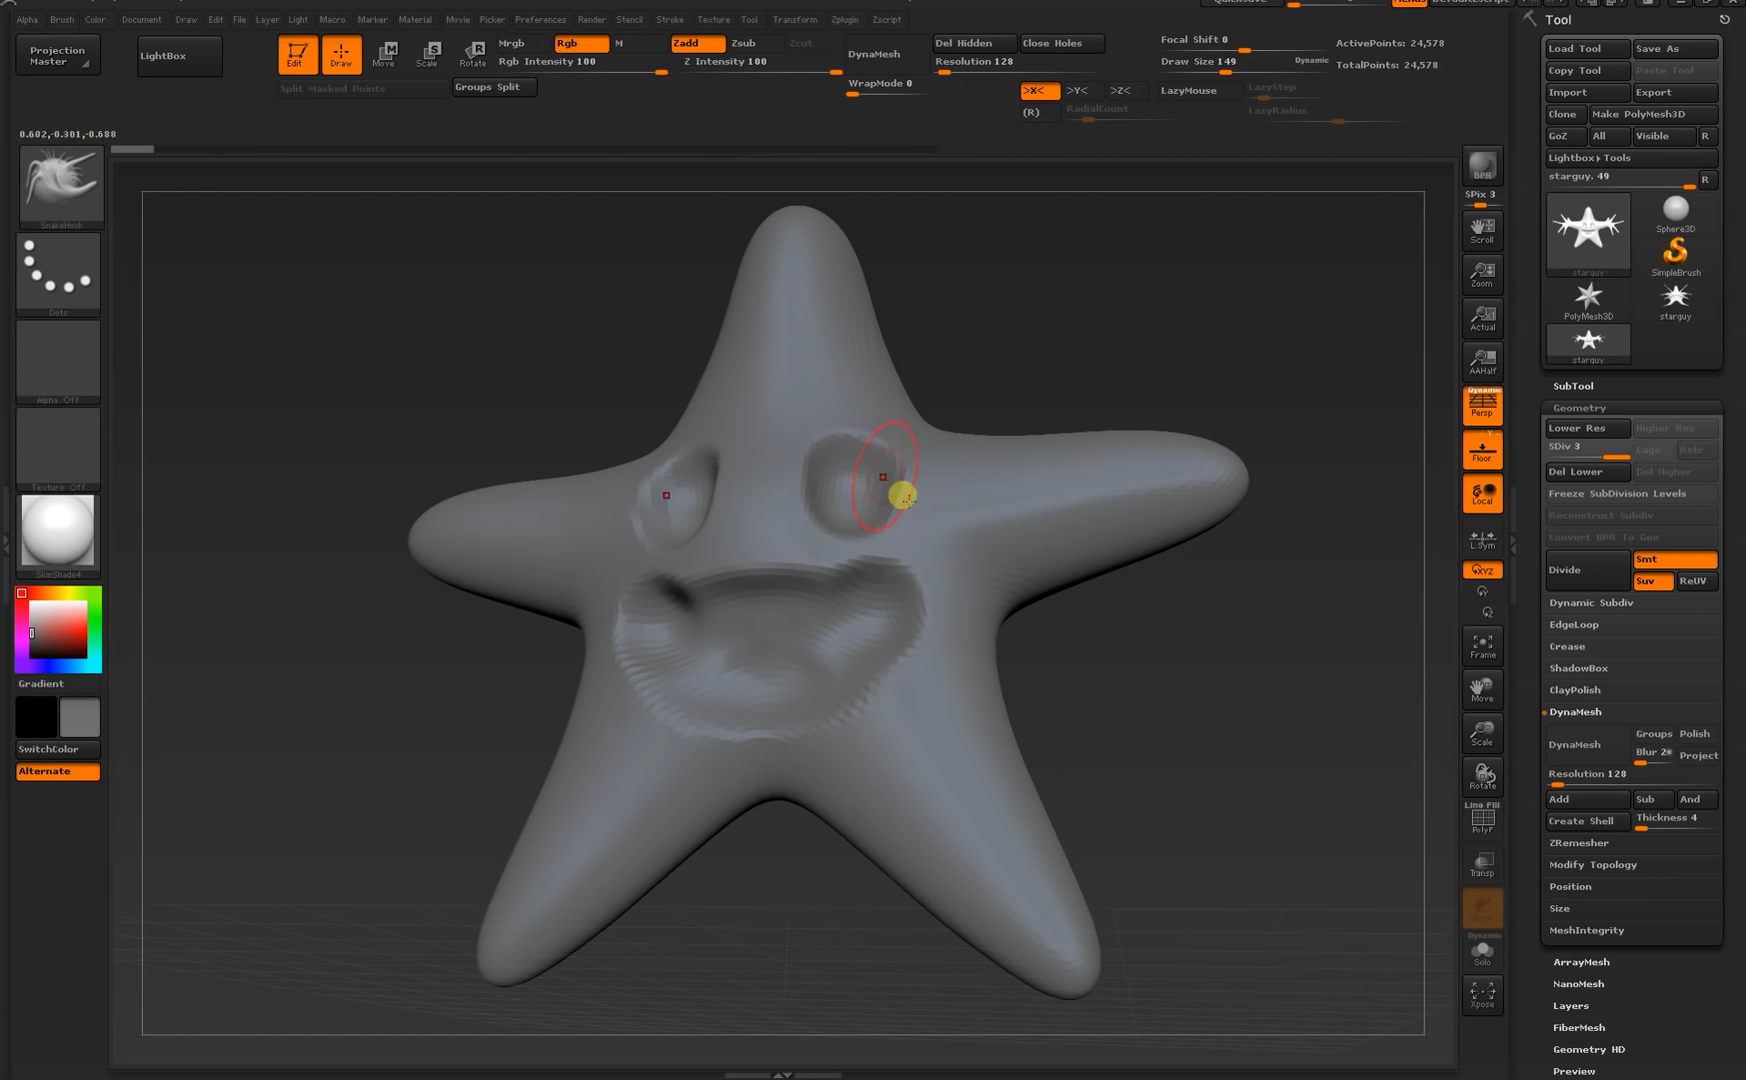 Alpha Brush Color Document Draw Edit File Layer Light Macro Marker Material Movie Picker Preferences Render Stencil Stroke Texture Tool Transform Zplugin Zscript
Projection
Master
LightBox
Edit
Draw
Move
Scale
Rotate
Mrgb
Rgb
M
Rgb Intensity 100
Zadd
Zsub
Zcut
Z Intensity 100
Split Masked Points
Groups Split
DynaMesh
WrapMode 0
Del Hidden
Close Holes
Resolution 128
>X<
>Y<
>Z<
(R)
RadialCount
Focal Shift 0
Draw Size 149
Dynamic
LazyMouse
LazyStep
LazyRadius
ActivePoints: 24,578
TotalPoints: 24,578
0.602,-0.301,-0.688
SnakeHook
Dots
Alpha Off
Texture Off
SkinShade4
Gradient
SwitchColor
Alternate
BPR
SPix 3
Scroll
Zoom
Actual
AAHalf
Dynamic
Persp
Floor
Local
L.Sym
XYZ
Frame
Move
Scale
Rotate
Line Fill
PolyF
Transp
Dynamic
Solo
Xpose
Tool
Load Tool
Save As
Copy Tool
Paste Tool
Import
Export
Clone
Make PolyMesh3D
GoZ
All
Visible
R
Lightbox▸Tools
starguy. 49
R
starguy
Sphere3D
SimpleBrush
PolyMesh3D
starguy
starguy
SubTool
Geometry
Lower Res
Higher Res
SDiv 3
Cage
Rstr
Del Lower
Del Higher
Freeze SubDivision Levels
Reconstruct Subdiv
Convert BPR To Geo
Divide
Smt
Suv
ReUV
Dynamic Subdiv
EdgeLoop
Crease
ShadowBox
ClayPolish
DynaMesh
DynaMesh
Groups
Polish
Blur 2
Project
Resolution 128
Add
Sub
And
Create Shell
Thickness 4
ZRemesher
Modify Topology
Position
Size
MeshIntegrity
ArrayMesh
NanoMesh
Layers
FiberMesh
Geometry HD
Preview